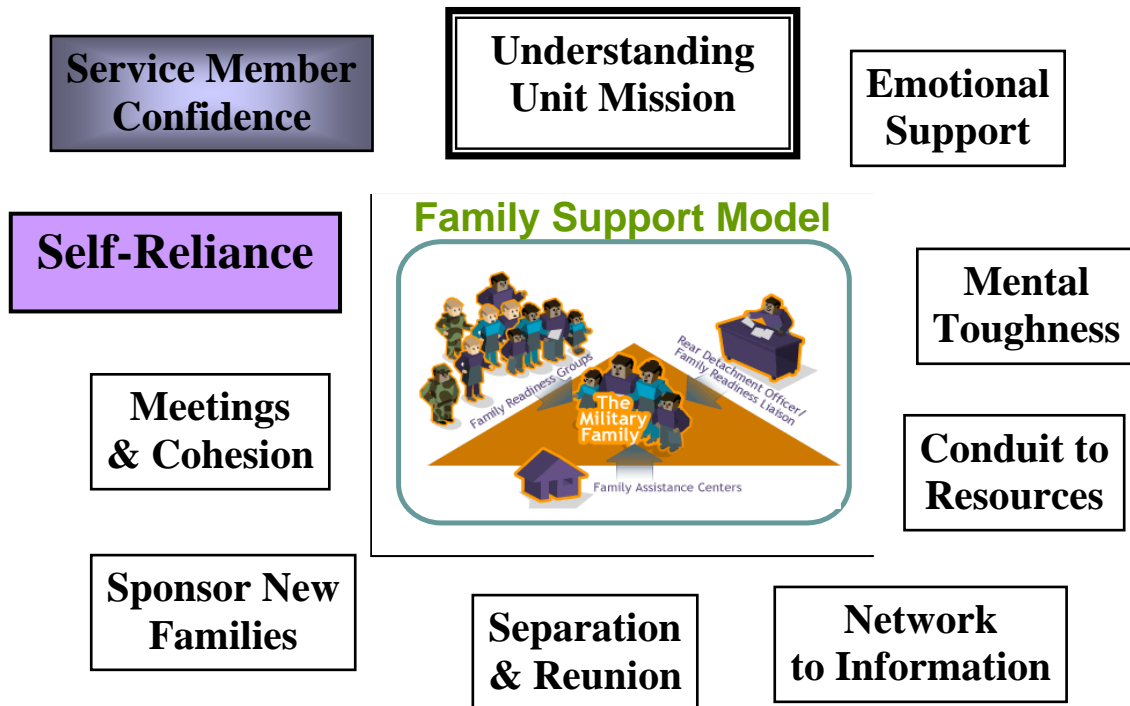 Service Member
Confidence
Understanding
Unit Mission
Emotional
Support
Self-Reliance
Family Support Model
Family Readiness Groups
Rear Detachment Officer/
Family Readiness Liaison
The
Military
Family
Family Assistance Centers
Mental
Toughness
Meetings
& Cohesion
Conduit to
Resources
Sponsor New
Families
Separation
& Reunion
Network
to Information